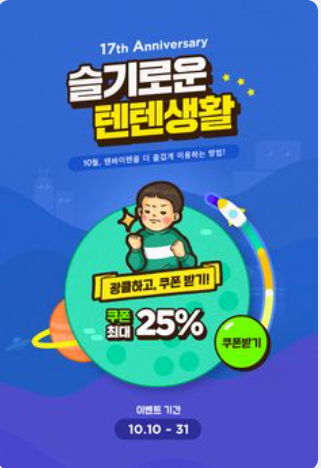 17th Anniversary
슬기로운
텐텐생활
10월, 텐바이텐을 더 즐겁게 이용하는 방법!
광클하고, 쿠폰 받기!
쿠폰
최대 25%
쿠폰받기
이벤트 기간
10.10 - 31